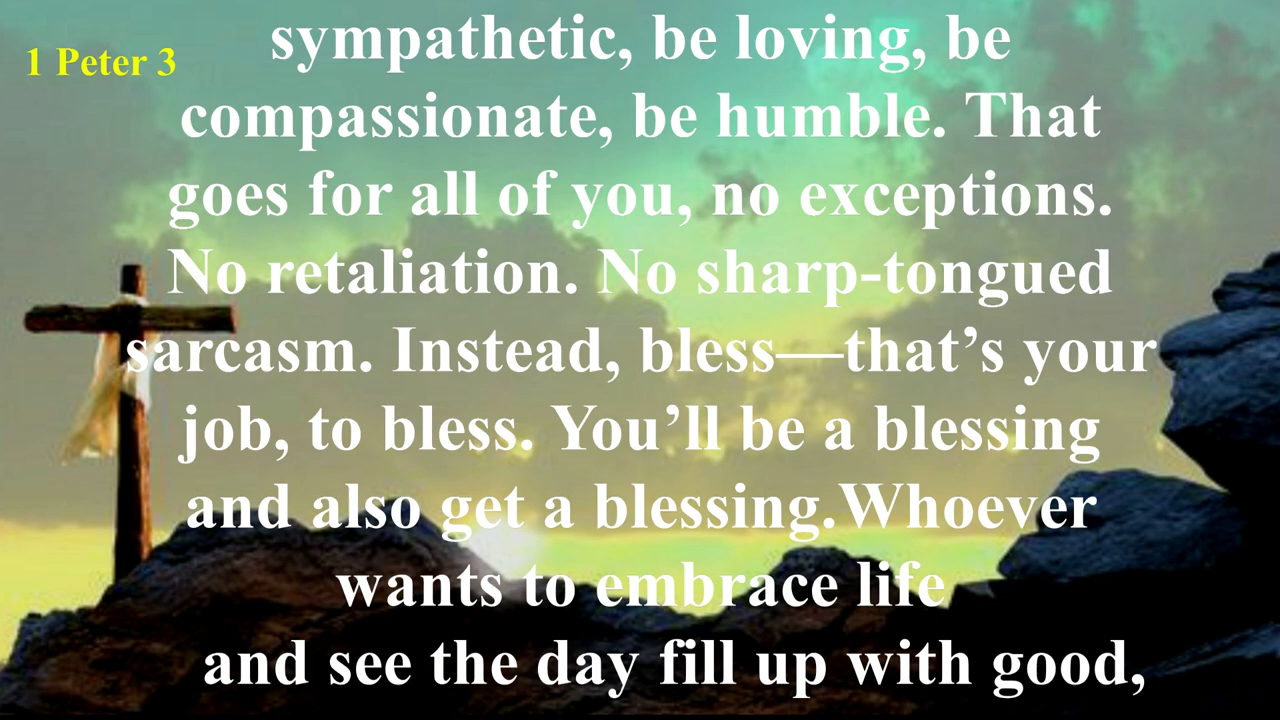 1 Peter 3
sympathetic, be loving, be
compassionate, be humble. That
goes for all of you, no exceptions.
No retaliation. No sharp-tongued
sarcasm. Instead, bless—that’s your
job, to bless. You’ll be a blessing
and also get a blessing.Whoever
wants to embrace life
and see the day fill up with good,